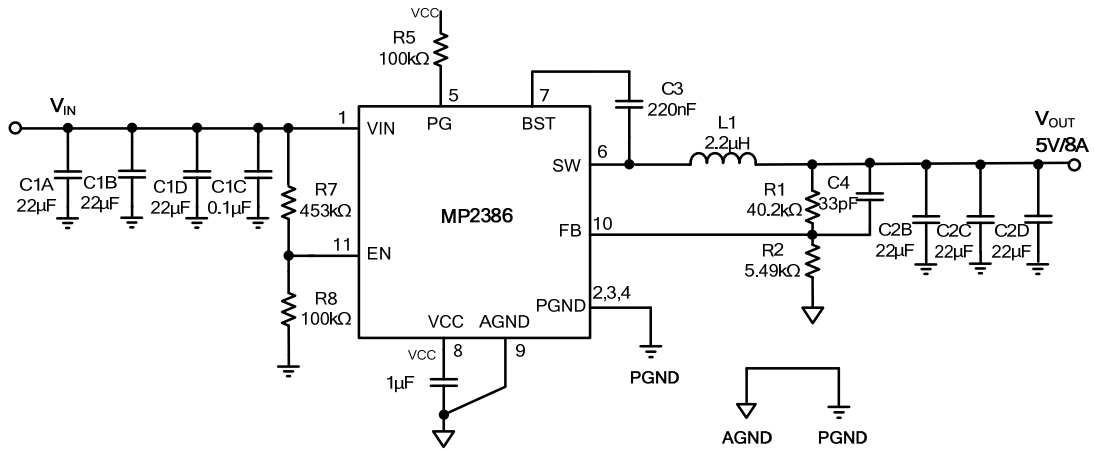 VCC
R5
100kΩ
5
7
C3
220nF
VIN
1
VIN
PG
BST
L1
2.2µH
VOUT
5V/8A
6
SW
C1A
22µF
C1B
22µF
C1D
22µF
C1C
0.1µF
R7
453kΩ
MP2386
R1
40.2kΩ
C4
33pF
FB
10
11
EN
R2
5.49kΩ
C2B
22µF
C2C
22µF
C2D
22µF
R8
100kΩ
PGND
2,3,4
VCC
AGND
VCC
8
9
1µF
PGND
AGND
PGND